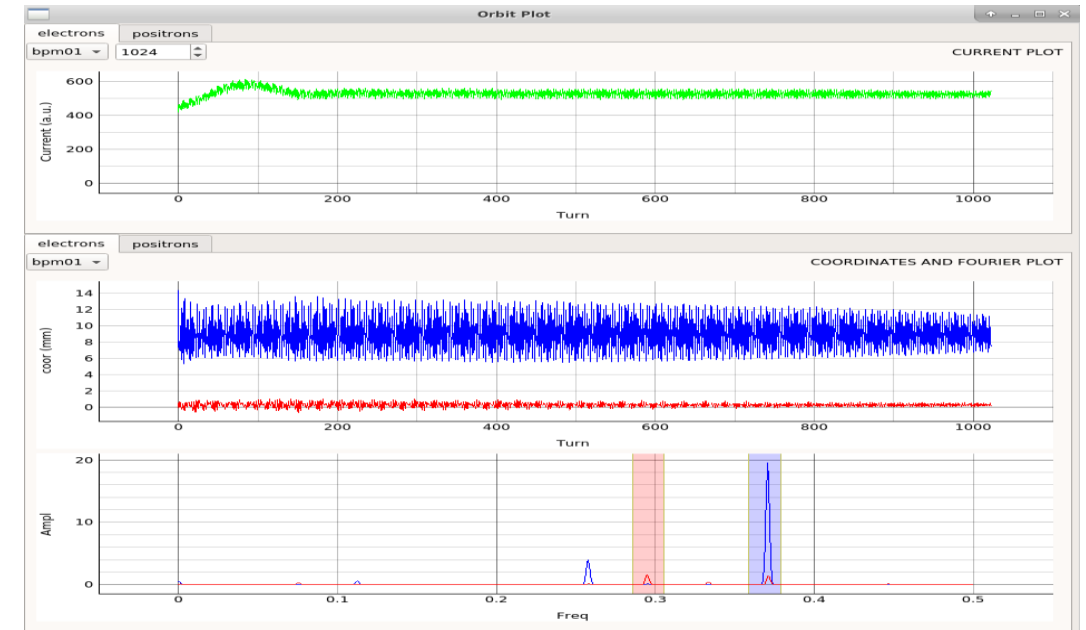 Orbit Plot
electrons positrons
bpm01 1024 CURRENT PLOT
600
400
200
0
Current (a.u.)
0 200 400 600 800 1000
Turn
electrons positrons
bpm01 COORDINATES AND FOURIER PLOT
14
12
10
8
6
4
2
0
coor (mm)
0 200 400 600 800 1000
Turn
20
10
0
Ampl
0 0.1 0.2 0.3 0.4 0.5
Freq